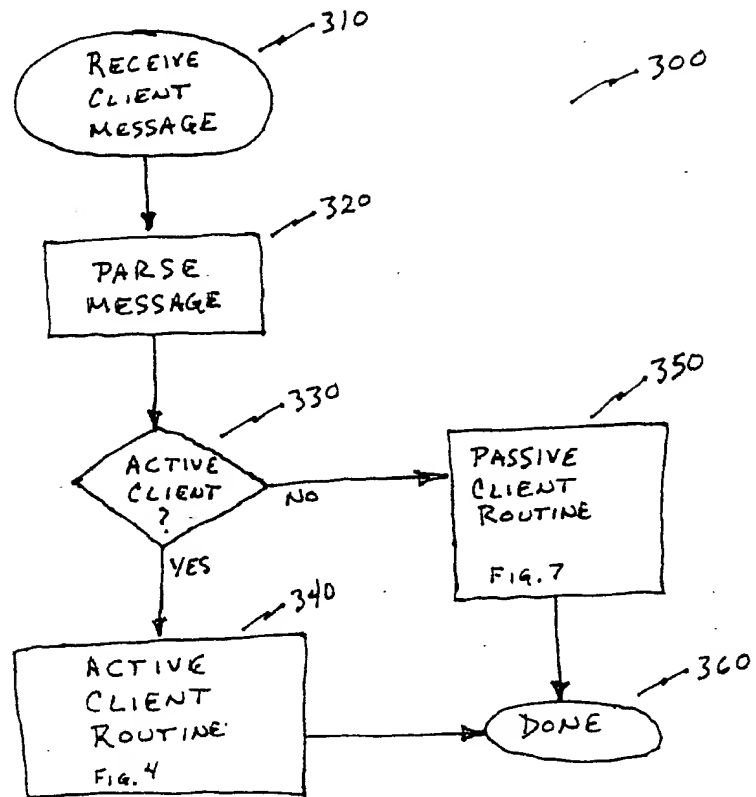 310
RECEIVE
CLIENT
MESSAGE
300
320
PARSE
MESSAGE
330
ACTIVE
CLIENT
?
NO
YES
350
PASSIVE
CLIENT
ROUTINE
FIG. 7
340
ACTIVE
CLIENT
ROUTINE
FIG. 4
360
DONE